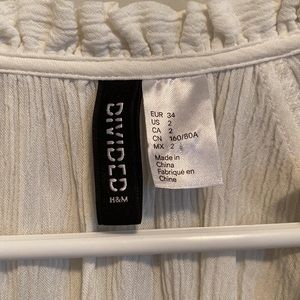 DIVIDED
H&M
EUR 34
US 2
CA 2
CN 160/80A
MX 2
Made in
China
Fabriqué en
Chine